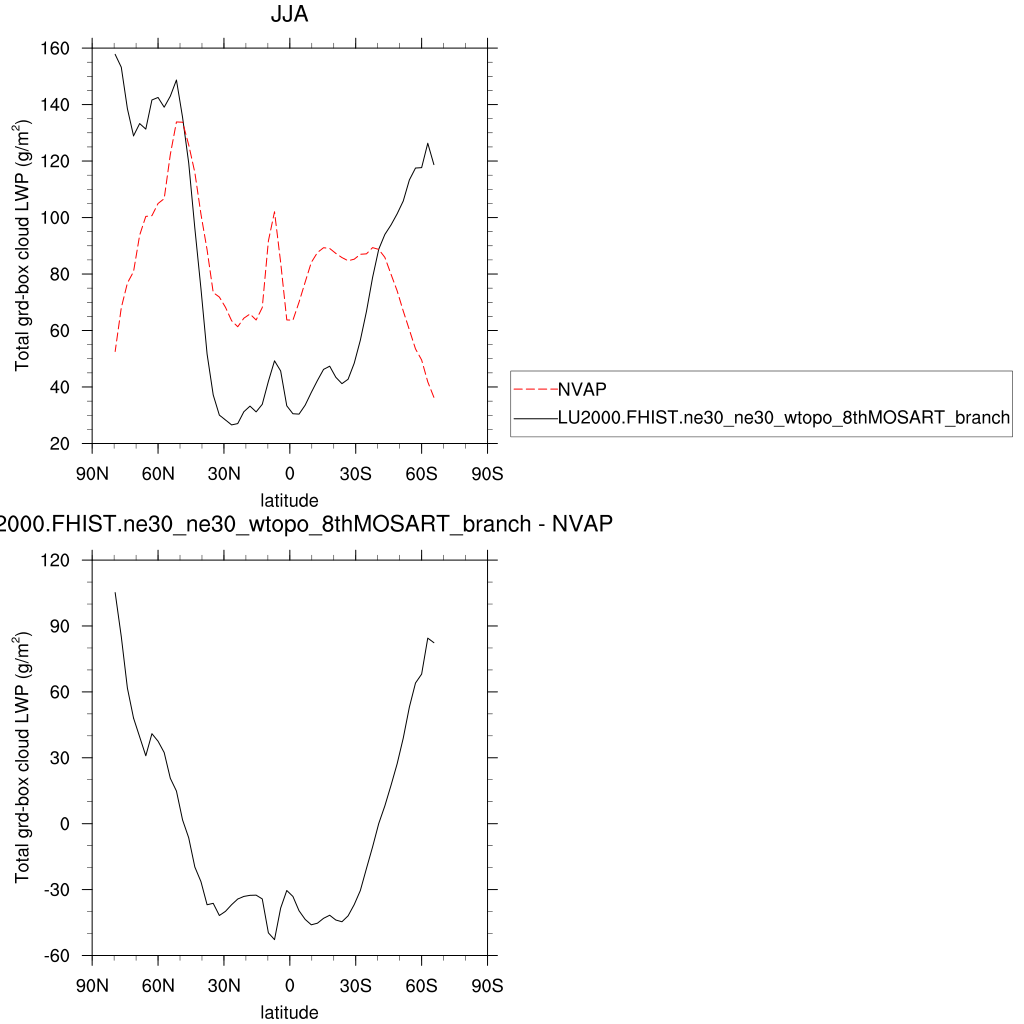 JJA
Total grd-box cloud LWP (g/m²)
160
140
120
100
80
60
40
20
90N 60N 30N 0 30S 60S 90S
latitude
NVAP
LU2000.FHIST.ne30_ne30_wtopo_8thMOSART_branch
2000.FHIST.ne30_ne30_wtopo_8thMOSART_branch - NVAP
Total grd-box cloud LWP (g/m²)
120
90
60
30
0
-30
-60
90N 60N 30N 0 30S 60S 90S
latitude